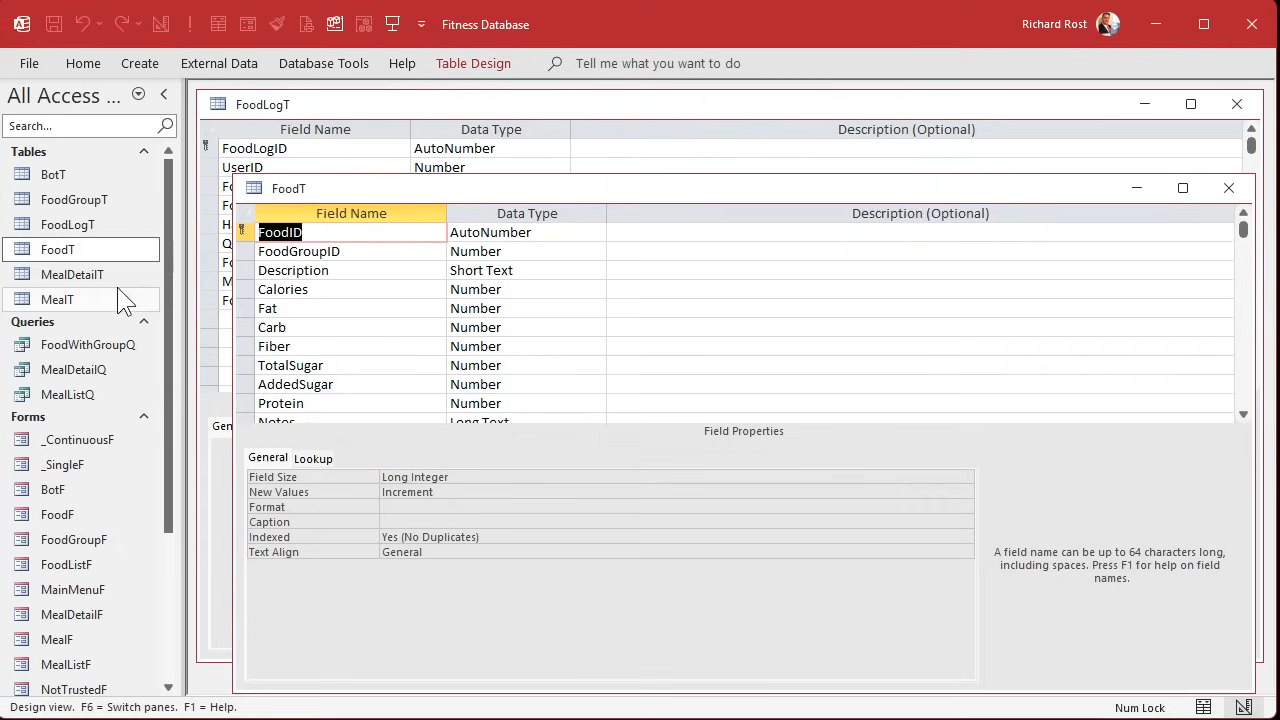 Fitness Database
Richard Rost
File Home Create External Data Database Tools Help Table Design Tell me what you want to do
All Access ...
Search...
Tables
BotT
FoodGroupT
FoodLogT
FoodT
MealDetailT
MealT
Queries
FoodWithGroupQ
MealDetailQ
MealListQ
Forms
_ContinuousF
_SingleF
BotF
FoodF
FoodGroupF
FoodListF
MainMenuF
MealDetailF
MealF
MealListF
NotTrustedF
FoodLogT
Field Name Data Type Description (Optional)
FoodLogID AutoNumber
UserID Number
FoodT
Field Name Data Type Description (Optional)
FoodID AutoNumber
FoodGroupID Number
Description Short Text
Calories Number
Fat Number
Carb Number
Fiber Number
TotalSugar Number
AddedSugar Number
Protein Number
Notes Long Text
Field Properties
General Lookup
Field Size Long Integer
New Values Increment
Format
Caption
Indexed Yes (No Duplicates)
Text Align General
A field name can be up to 64 characters long,
including spaces. Press F1 for help on field
names.
Design view. F6 = Switch panes. F1 = Help.
Num Lock